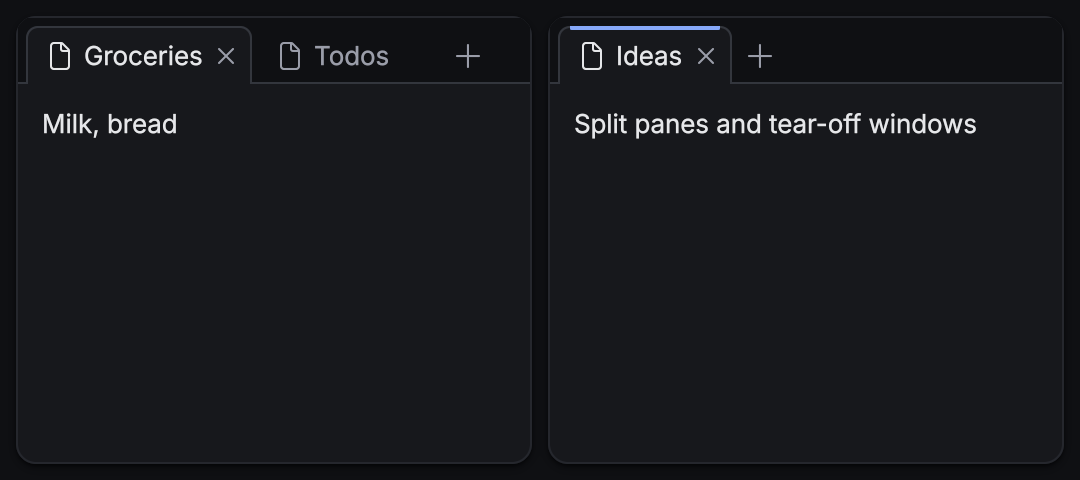 Groceries
Todos
Milk, bread
Ideas
Split panes and tear-off windows